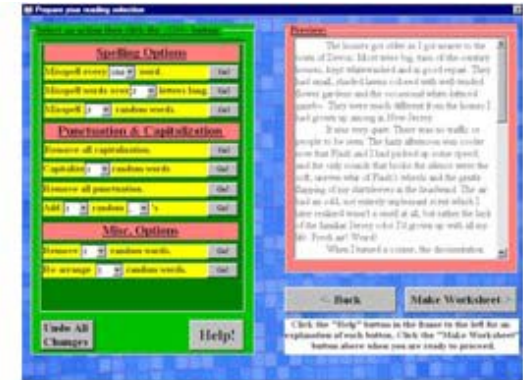 Prepare your reading selection
Select an action then click the button
Spelling Options
Misspell every word. Go!
Misspell words over letters long Go!
Misspell random words. Go!
Punctuation & Capitalization
Remove all capitalization. Go!
Capitalize random words Go!
Remove all punctuation. Go!
Add random 's Go!
Misc. Options
Remove random words. Go!
Re-arrange random words. Go!
Undo All
Changes
Help!
Preview:
The houses got older as I got nearer to the
town of Devon. Most were big, turn of the century
houses, kept whitewashed and in good repair. They
had small, shaded lawns colored with well-tended
flower gardens and the occasional white-latticed
gazebo. They were much different from the homes I
had grown up among in New Jersey.
It was very quiet. There was no traffic or
people to be seen. The hazy afternoon was cooler
now that Flash and I had picked up some speed,
and the only sounds that broke the silence were the
soft, uneven whir of Flash's wheels and the gentle
flapping of my shirtsleeves in the headwind. The air
had an odd, not entirely unpleasant scent which I
later realized wasn't a smell at all, but rather the lack
of the familiar Jersey odor I'd grown up with all my
life. Fresh air! Weird!
When I turned a corner, the
<- Back
Make Worksheet ->
Click the "Help" button in the frame to the left for an
explanation of each button. Click the "Make Worksheet"
button above when you are ready to proceed.